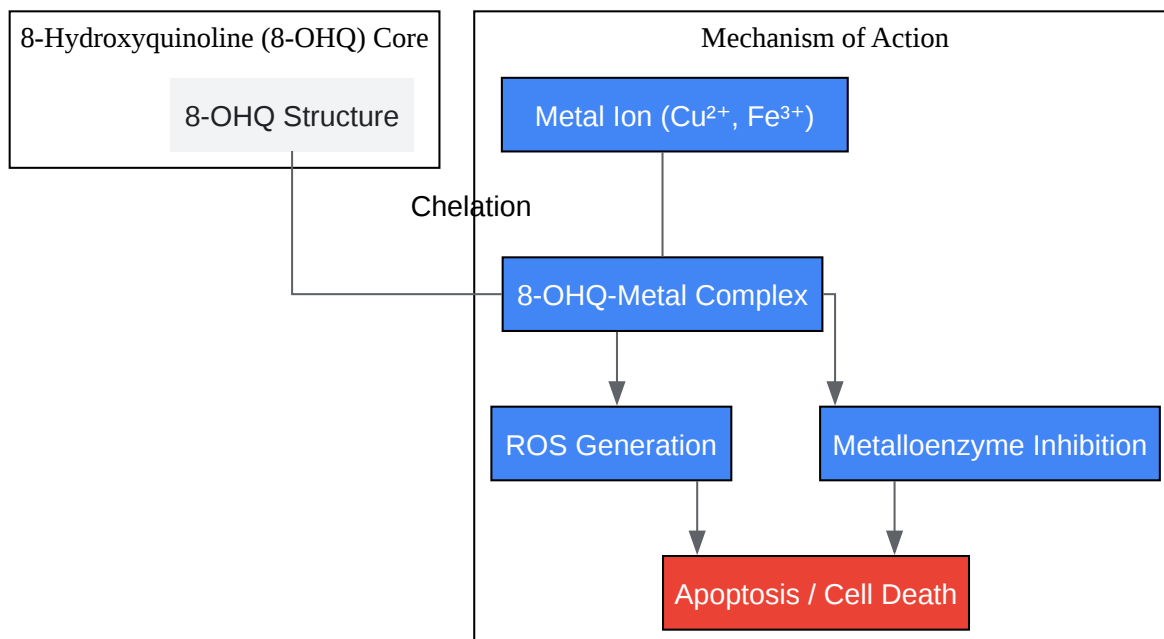 8-Hydroxyquinoline (8-OHQ) Core
Mechanism of Action
8-OHQ Structure
Metal Ion (Cu²⁺, Fe³⁺)
Chelation
8-OHQ-Metal Complex
ROS Generation
Metalloenzyme Inhibition
Apoptosis / Cell Death